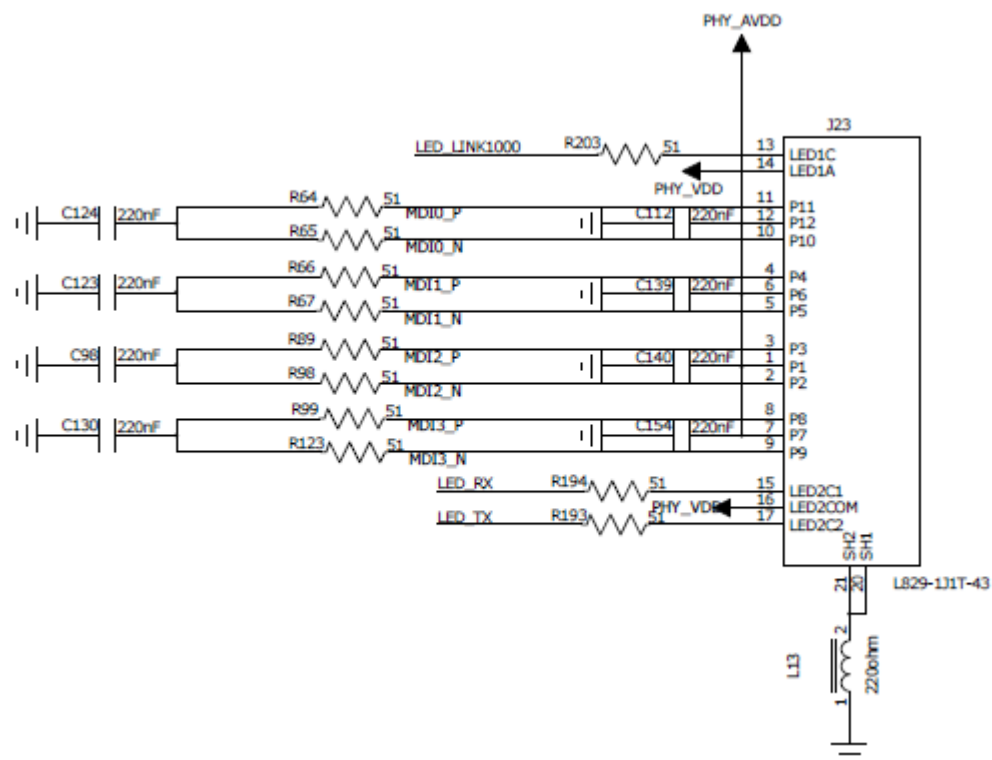 PHY_AVDD
J23
LED_LINK1000 R203 51 13 LED1C
14 LED1A
PHY_VDD
R64 51 MDI0_P 11 P11
C124 220nF C112 220nF 12 P12
R65 51 MDI0_N 10 P10
R66 51 MDI1_P 4 P4
C123 220nF C139 220nF 6 P6
R67 51 MDI1_N 5 P5
R89 51 MDI2_P 3 P3
C98 220nF C140 220nF 1 P1
R98 51 MDI2_N 2 P2
R99 51 MDI3_P 8 P8
C130 220nF C154 220nF 7 P7
R123 51 MDI3_N 9 P9
LED_RX R194 51 15 LED2C1
PHY_VDD 16 LED2COM
LED_TX R193 51 17 LED2C2
SH2 SH1
21 20 L829-1J1T-43
2
L13 220ohm
1